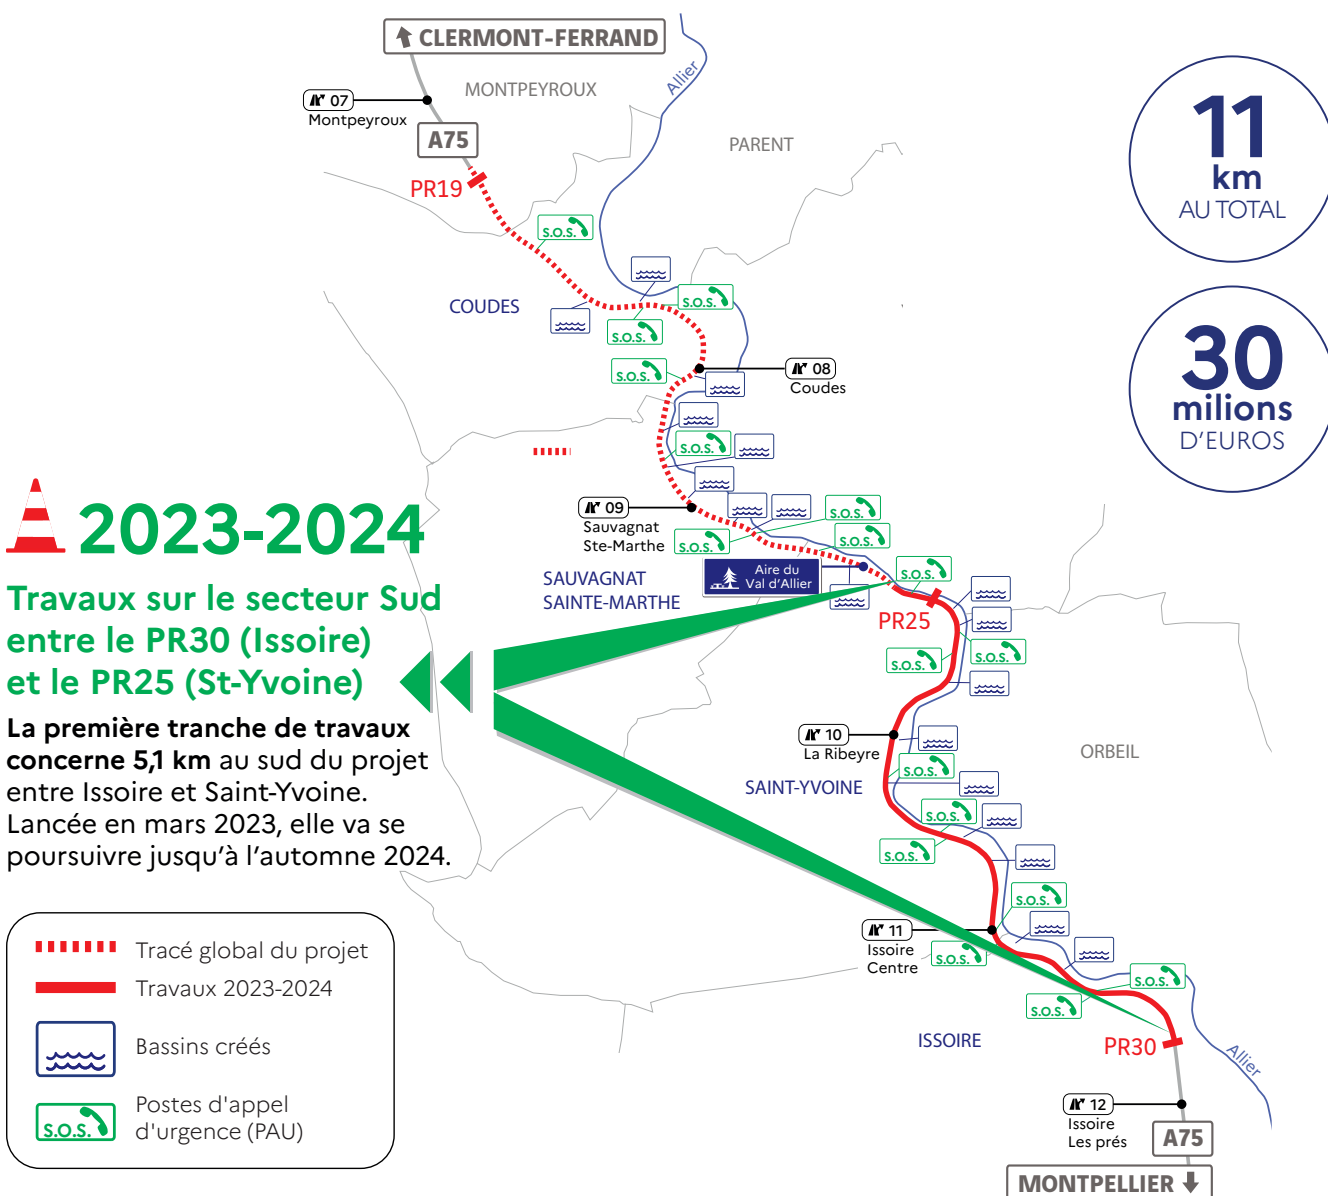 CLERMONT-FERRAND
MONTPEYROUX
Allier
07
Montpeyroux
A75
PARENT
PR19
11
km
AU TOTAL
S.O.S.
COUDES
S.O.S.
S.O.S.
30
milions
D'EUROS
S.O.S.
08
Coudes
S.O.S.
09
Sauvagnat
Ste-Marthe
S.O.S.
S.O.S.
S.O.S.
Aire du
Val d'Allier
S.O.S.
SAUVAGNAT
SAINTE-MARTHE
PR25
S.O.S.
S.O.S.
2023-2024
Travaux sur le secteur Sud
entre le PR30 (Issoire)
et le PR25 (St-Yvoine)
La première tranche de travaux
concerne 5,1 km au sud du projet
entre Issoire et Saint-Yvoine.
Lancée en mars 2023, elle va se
poursuivre jusqu'à l'automne 2024.
10
La Ribeyre
ORBEIL
S.O.S.
SAINT-YVOINE
S.O.S.
S.O.S.
S.O.S.
11
Issoire
Centre
S.O.S.
S.O.S.
S.O.S.
ISSOIRE
PR30
Allier
12
Issoire
Les prés
A75
MONTPELLIER
Tracé global du projet
Travaux 2023-2024
Bassins créés
S.O.S.
Postes d'appel
d'urgence (PAU)